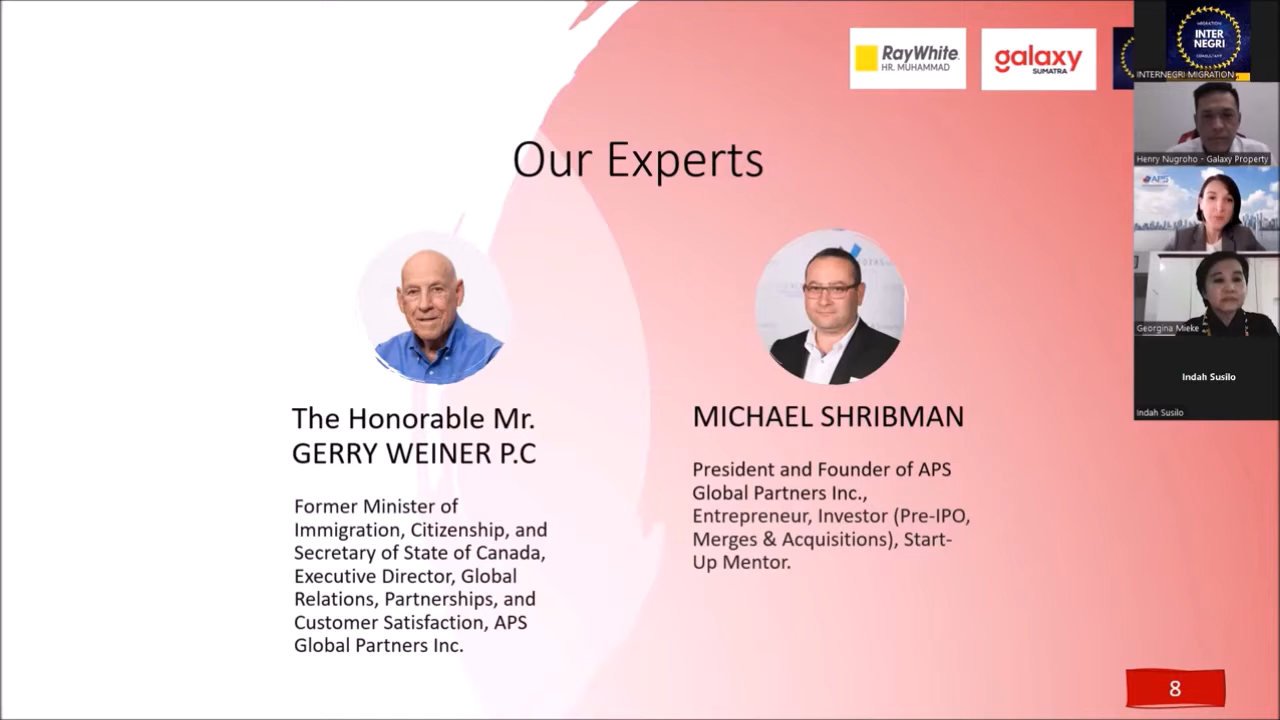 RayWhite.
HR. MUHAMMAD
galaxy
SUMATRA
Our Experts
The Honorable Mr.
GERRY WEINER P.C
Former Minister of
Immigration, Citizenship, and
Secretary of State of Canada,
Executive Director, Global
Relations, Partnerships, and
Customer Satisfaction, APS
Global Partners Inc.
MICHAEL SHRIBMAN
President and Founder of APS
Global Partners Inc.,
Entrepreneur, Investor (Pre-IPO,
Merges & Acquisitions), Start-
Up Mentor.
8
MIGRATION
INTER
NEGRI
CONSULTANT
INTERNEGRI MIGRATION
Henry Nugroho - Galaxy Property
APS
Georgina Mieke
Indah Susilo
Indah Susilo